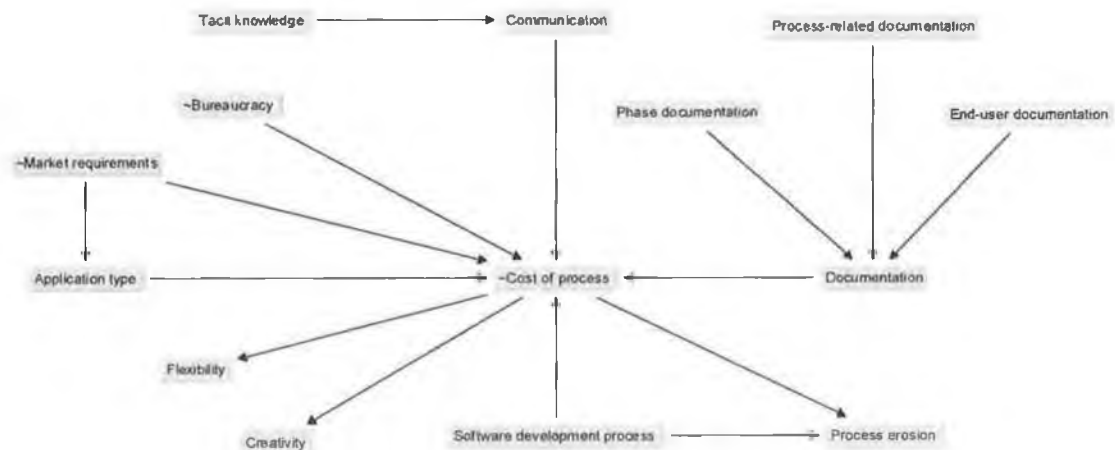 Tacit knowledge
Communication
Process-related documentation
~Bureaucracy
Phase documentation
End-user documentation
~Market requirements
Application type
~Cost of process
Documentation
Flexibility
Creativity
Software development process
Process erosion